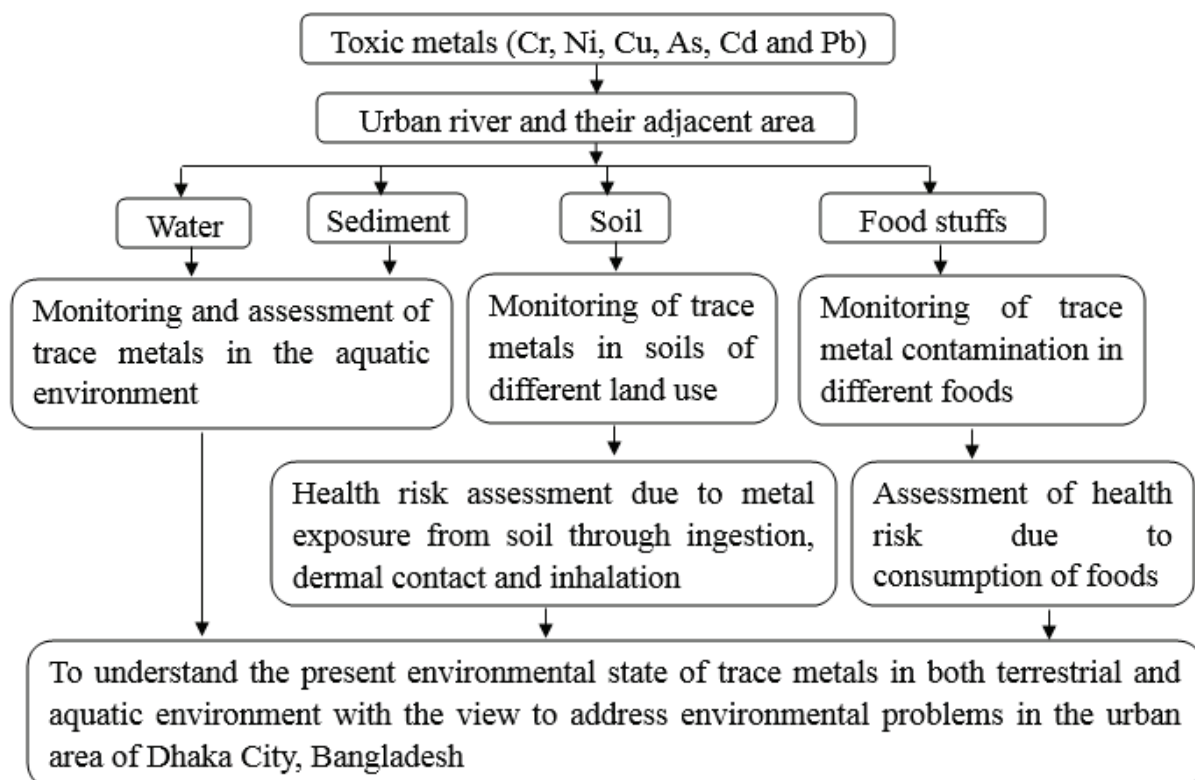 Toxic metals (Cr, Ni, Cu, As, Cd and Pb)
Urban river and their adjacent area
Water
Sediment
Soil
Food stuffs
Monitoring and assessment of
trace metals in the aquatic
environment
Monitoring of trace
metals in soils of
different land use
Monitoring of trace
metal contamination in
different foods
Health risk assessment due to metal
exposure from soil through ingestion,
dermal contact and inhalation
Assessment of health
risk due to
consumption of foods
To understand the present environmental state of trace metals in both terrestrial and
aquatic environment with the view to address environmental problems in the urban
area of Dhaka City, Bangladesh